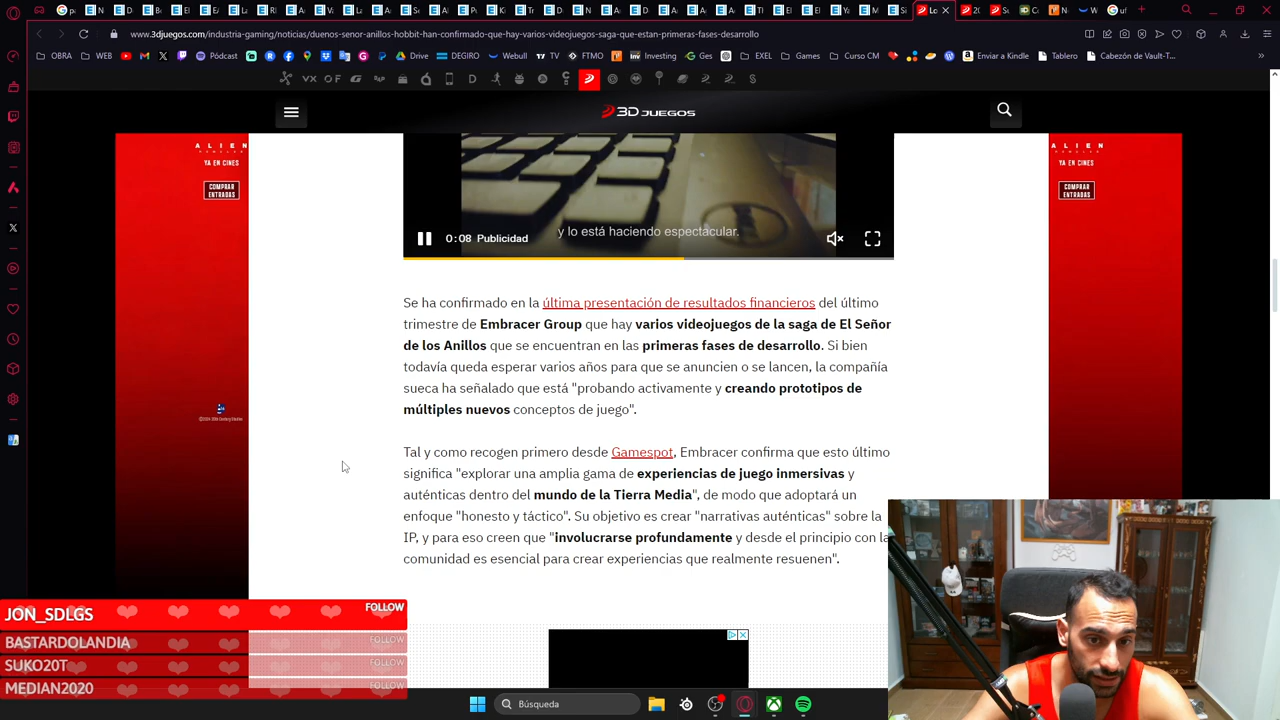 www.3djuegos.com/industria-gaming/noticias/duenos-senor-anillos-hobbit-han-confirmado-que-hay-varios-videojuegos-saga-que-estan-primeras-fases-desarrollo
OBRA
WEB
Pódcast
Drive
DEGIRO
TV
FTMO
Investing
EXEL
Games
Curso CM
Enviar a Kindle
Tablero
Cabezón de Vault-T...
3D JUEGOS
ALIEN
YA EN CINES
COMPRAR
ENTRADAS
ALIEN
YA EN CINES
COMPRAR
ENTRADAS
y lo está haciendo espectacular.
0:08 Publicidad
Se ha confirmado en la última presentación de resultados financieros del último
trimestre de Embracer Group que hay varios videojuegos de la saga de El Señor
de los Anillos que se encuentran en las primeras fases de desarrollo. Si bien
todavía queda esperar varios años para que se anuncien o se lancen, la compañía
sueca ha señalado que está "probando activamente y creando prototipos de
múltiples nuevos conceptos de juego".
Tal y como recogen primero desde Gamespot, Embracer confirma que esto último
significa "explorar una amplia gama de experiencias de juego inmersivas y
auténticas dentro del mundo de la Tierra Media", de modo que adoptará un
enfoque "honesto y táctico". Su objetivo es crear "narrativas auténticas" sobre la
IP, y para eso creen que "involucrarse profundamente y desde el principio con la
comunidad es esencial para crear experiencias que realmente resuenen".
JON_SDLGS FOLLOW
BASTARDOLANDIA FOLLOW
SUKO20T FOLLOW
MEDIAN2020 FOLLOW
Búsqueda